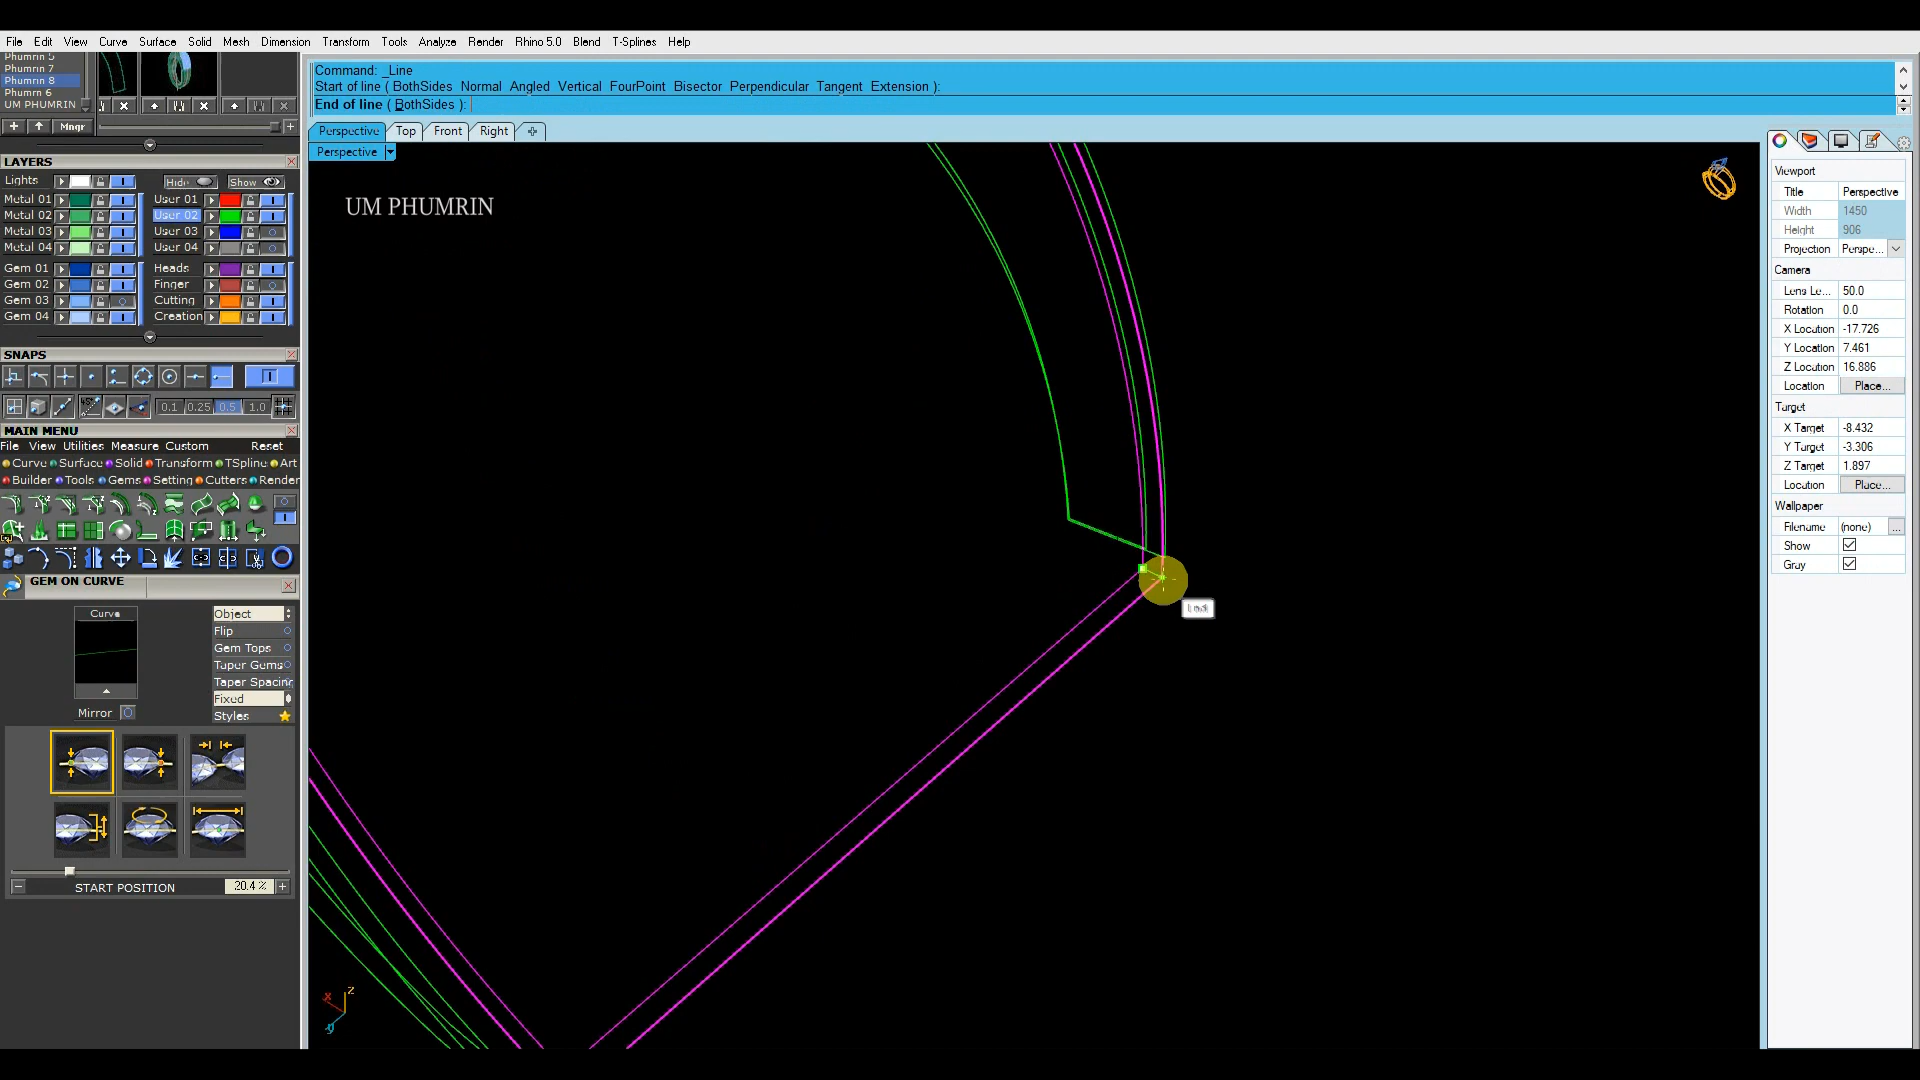 File Edit View Curve Surface Solid Mesh Dimension Transform Tools Analyze Render Rhino 5.0 Blend T-Splines Help
Phumrin 5
Phumrin 7
Phumrin 8
Phumrn 6
UM PHUMRIN
Mngr
Command: _Line
Start of line ( BothSides Normal Angled Vertical FourPoint Bisector Perpendicular Tangent Extension ):
End of line ( BothSides ):
Perspective Top Front Right
Perspective
UM PHUMRIN
LAYERS
Lights Hide Show
Metal 01 User 01
Metal 02 User 02
Metal 03 User 03
Metal 04 User 04
Gem 01 Heads
Gem 02 Finger
Gem 03 Cutting
Gem 04 Creation
SNAPS
0.1 0.25 0.5 1.0
MAIN MENU
File View Utilities Measure Custom Reset
Curve Surface Solid Transform TSpline Art
Builder Tools Gems Setting Cutters Render
GEM ON CURVE
Curve
Object
Flip
Gem Tops
Taper Gems
Taper Spacing
Fixed
Styles
Mirror
START POSITION 20.4 %
x
y
z
Viewport
Title Perspective
Width 1450
Height 906
Projection Perspe...
Camera
Lens Le... 50.0
Rotation 0.0
X Location -17.726
Y Location 7.461
Z Location 16.886
Location Place...
Target
X Target -8.432
Y Target -3.306
Z Target 1.897
Location Place...
Wallpaper
Filename (none) ...
Show
Gray